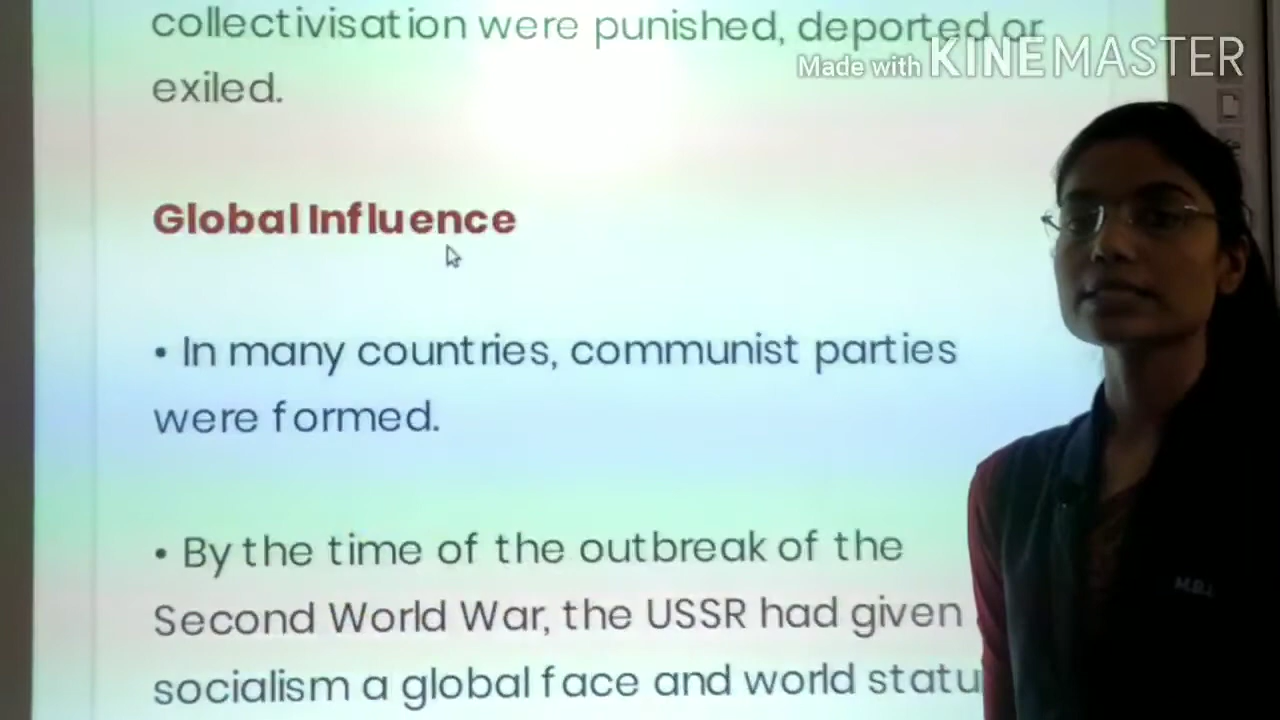 collectivisation were punished, deported or
Made with KINEMASTER
exiled.
Global Influence
• In many countries, communist parties
were formed.
• By the time of the outbreak of the
Second World War, the USSR had given
socialism a global face and world statu